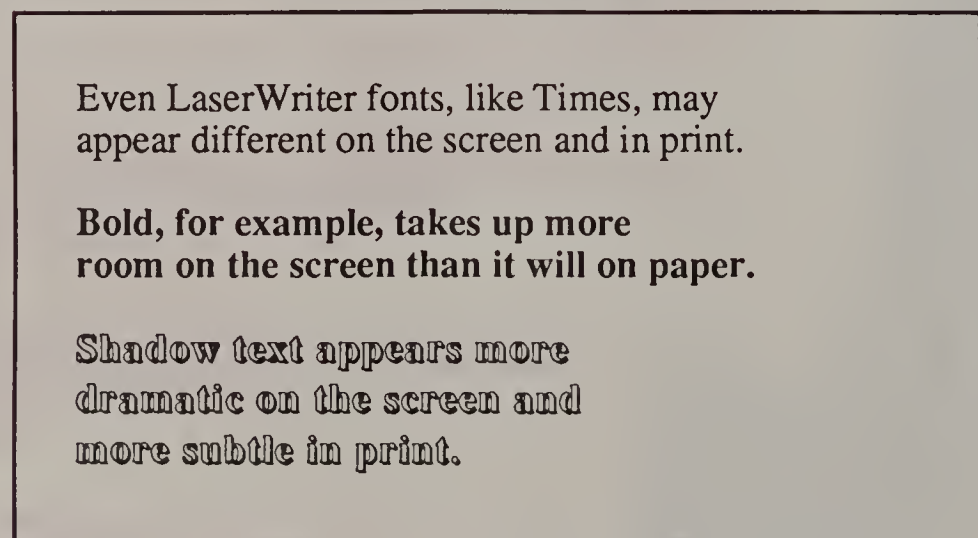 Even LaserWriter fonts, like Times, may
appear different on the screen and in print.
Bold, for example, takes up more
room on the screen than it will on paper.
Shadow text appears more
dramatic on the screen and
more subtle in print.